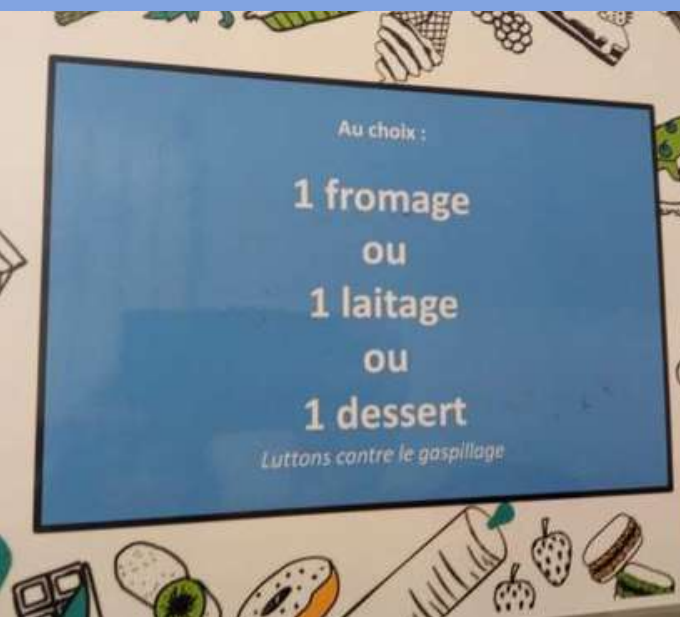 Au choix :
1 fromage
ou
1 laitage
ou
1 dessert
Luttons contre le gaspillage